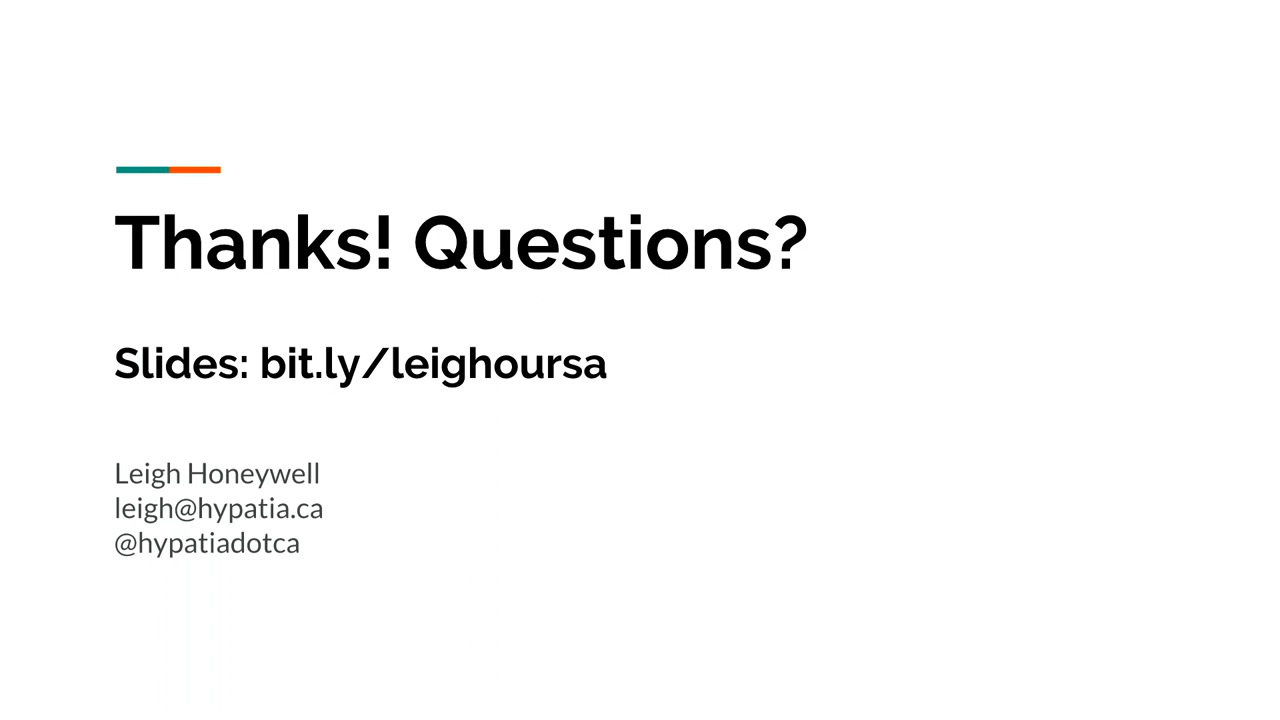 Thanks! Questions?
Slides: bit.ly/leighoursa
Leigh Honeywell
leigh@hypatia.ca
@hypatiadotca